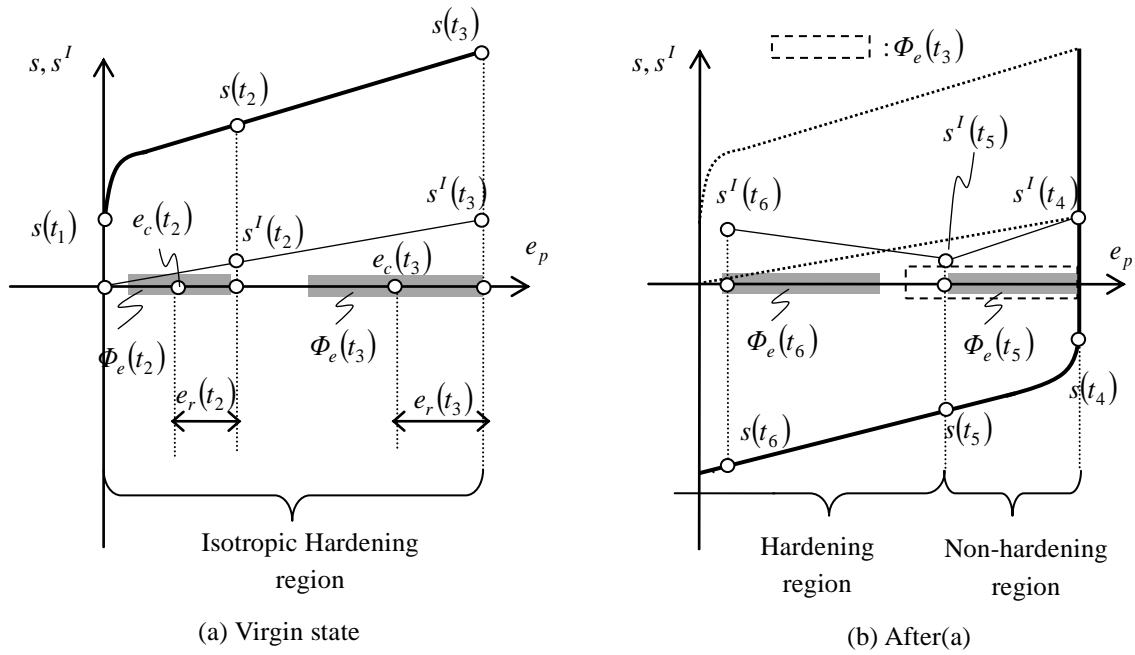 s, s^I
s(t_3)
s(t_2)
s(t_1)
e_c(t_2)
s^I(t_2)
s^I(t_3)
e_c(t_3)
e_p
Φ_e(t_2)
Φ_e(t_3)
e_r(t_2)
e_r(t_3)
Isotropic Hardening
region
(a) Virgin state
: Φ_e(t_3)
s, s^I
s^I(t_5)
s^I(t_6)
s^I(t_4)
e_p
Φ_e(t_6)
Φ_e(t_5)
s(t_4)
s(t_6)
s(t_5)
Hardening
region
Non-hardening
region
(b) After(a)